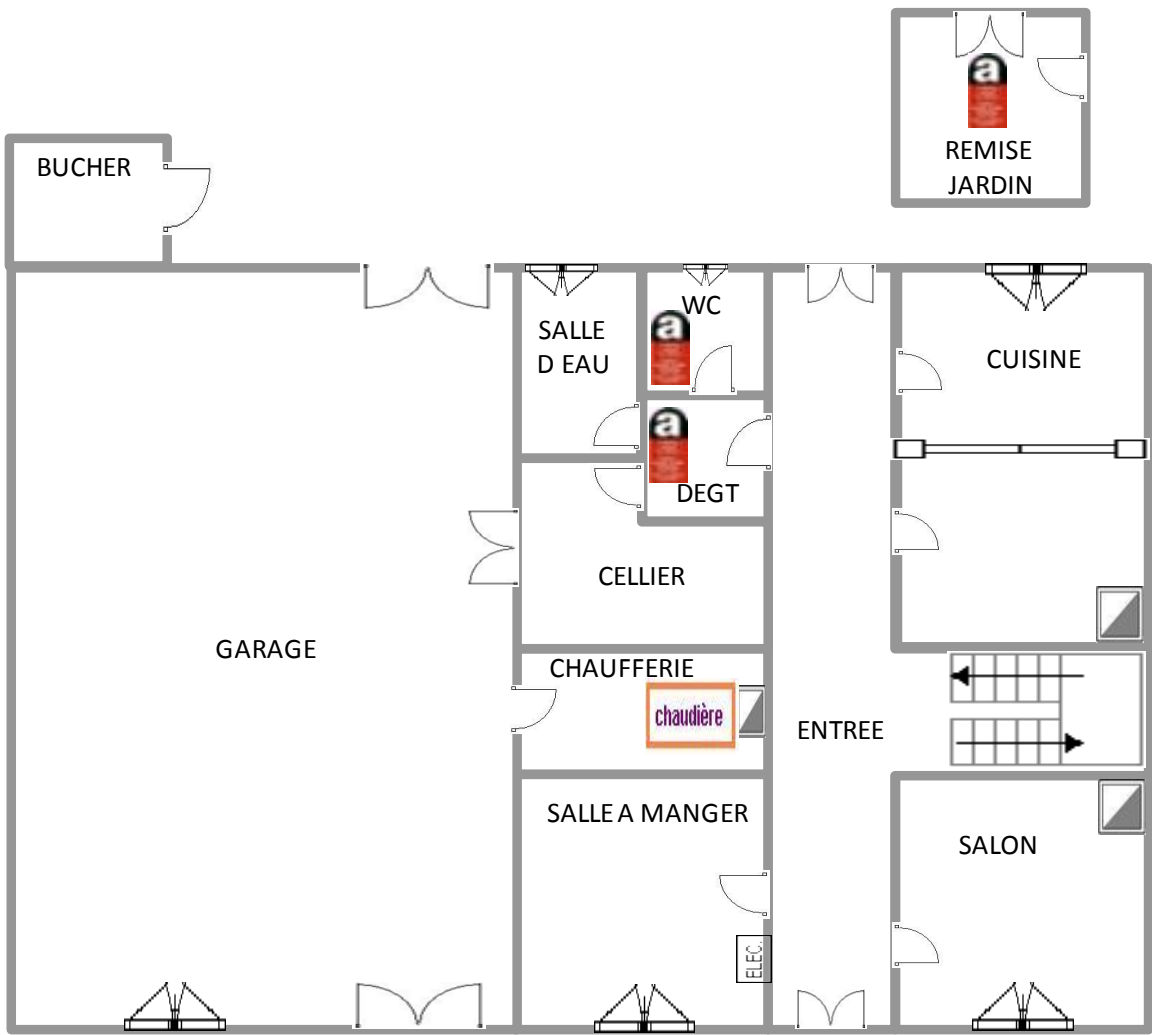 a
REMISE
JARDIN
BUCHER
WC
a
SALLE
D EAU
CUISINE
a
DEGT
CELLIER
GARAGE
CHAUFFERIE
chaudière
ENTREE
SALLE A MANGER
SALON
ELEC.